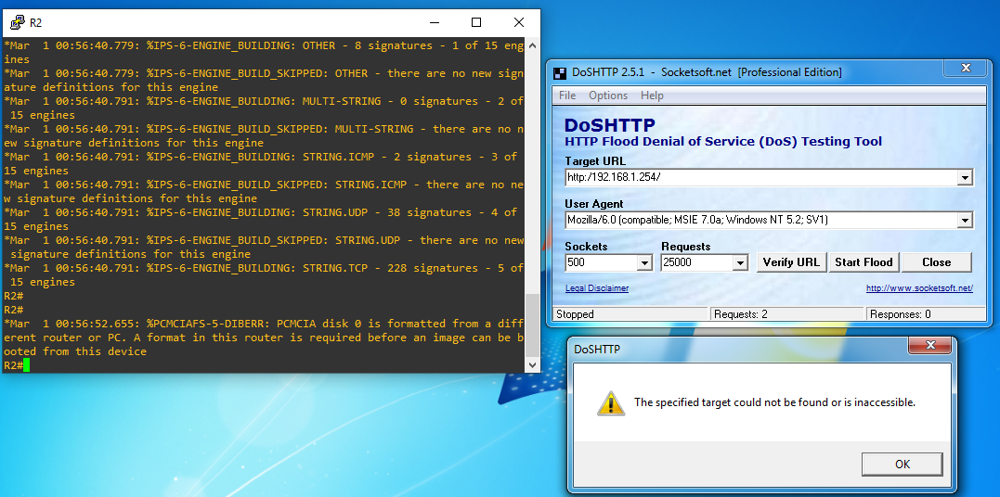 R2
*Mar  1 00:56:40.779: %IPS-6-ENGINE_BUILDING: OTHER - 8 signatures - 1 of 15 eng
ines
*Mar  1 00:56:40.779: %IPS-6-ENGINE_BUILD_SKIPPED: OTHER - there are no new sign
ature definitions for this engine
*Mar  1 00:56:40.791: %IPS-6-ENGINE_BUILDING: MULTI-STRING - 0 signatures - 2 of
 15 engines
*Mar  1 00:56:40.791: %IPS-6-ENGINE_BUILD_SKIPPED: MULTI-STRING - there are no n
ew signature definitions for this engine
*Mar  1 00:56:40.791: %IPS-6-ENGINE_BUILDING: STRING.ICMP - 2 signatures - 3 of
15 engines
*Mar  1 00:56:40.791: %IPS-6-ENGINE_BUILD_SKIPPED: STRING.ICMP - there are no ne
w signature definitions for this engine
*Mar  1 00:56:40.791: %IPS-6-ENGINE_BUILDING: STRING.UDP - 38 signatures - 4 of
15 engines
*Mar  1 00:56:40.791: %IPS-6-ENGINE_BUILD_SKIPPED: STRING.UDP - there are no new
 signature definitions for this engine
*Mar  1 00:56:40.791: %IPS-6-ENGINE_BUILDING: STRING.TCP - 228 signatures - 5 of
 15 engines
R2#
R2#
*Mar  1 00:56:52.655: %PCMCIAFS-5-DIBERR: PCMCIA disk 0 is formatted from a diff
erent router or PC. A format in this router is required before an image can be b
ooted from this device
R2#
DoSHTTP 2.5.1 - Socketsoft.net [Professional Edition]
File Options Help
DoSHTTP
HTTP Flood Denial of Service (DoS) Testing Tool
Target URL
http:/192.168.1.254/
User Agent
Mozilla/6.0 (compatible; MSIE 7.0a; Windows NT 5.2; SV1)
Sockets Requests
500 25000 Verify URL Start Flood Close
Legal Disclaimer http://www.socketsoft.net/
Stopped Requests: 2 Responses: 0
DoSHTTP
The specified target could not be found or is inaccessible.
OK